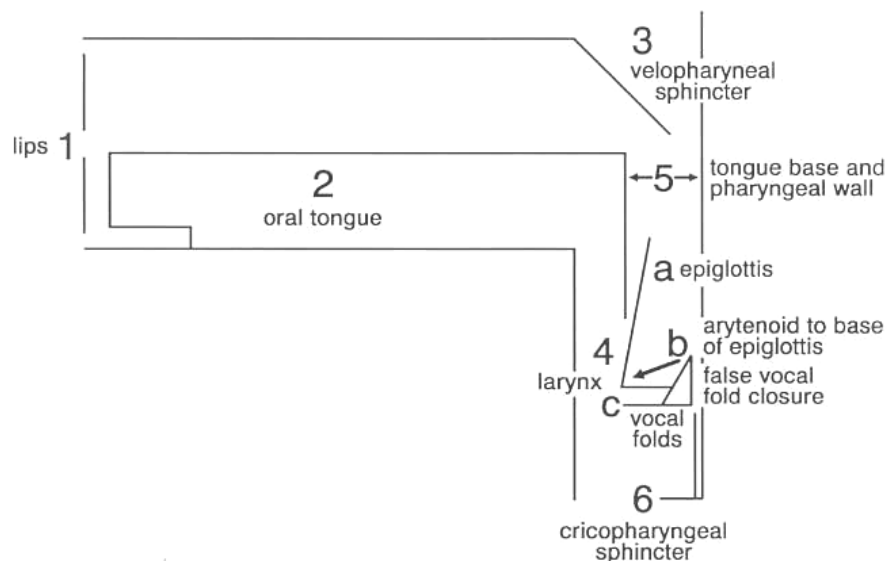 3
velopharyneal
sphincter
lips 1
2
oral tongue
5
tongue base and
pharyngeal wall
a epiglottis
4
larynx
b
arytenoid to base
of epiglottis
false vocal
fold closure
c
vocal
folds
6
cricopharyngeal
sphincter